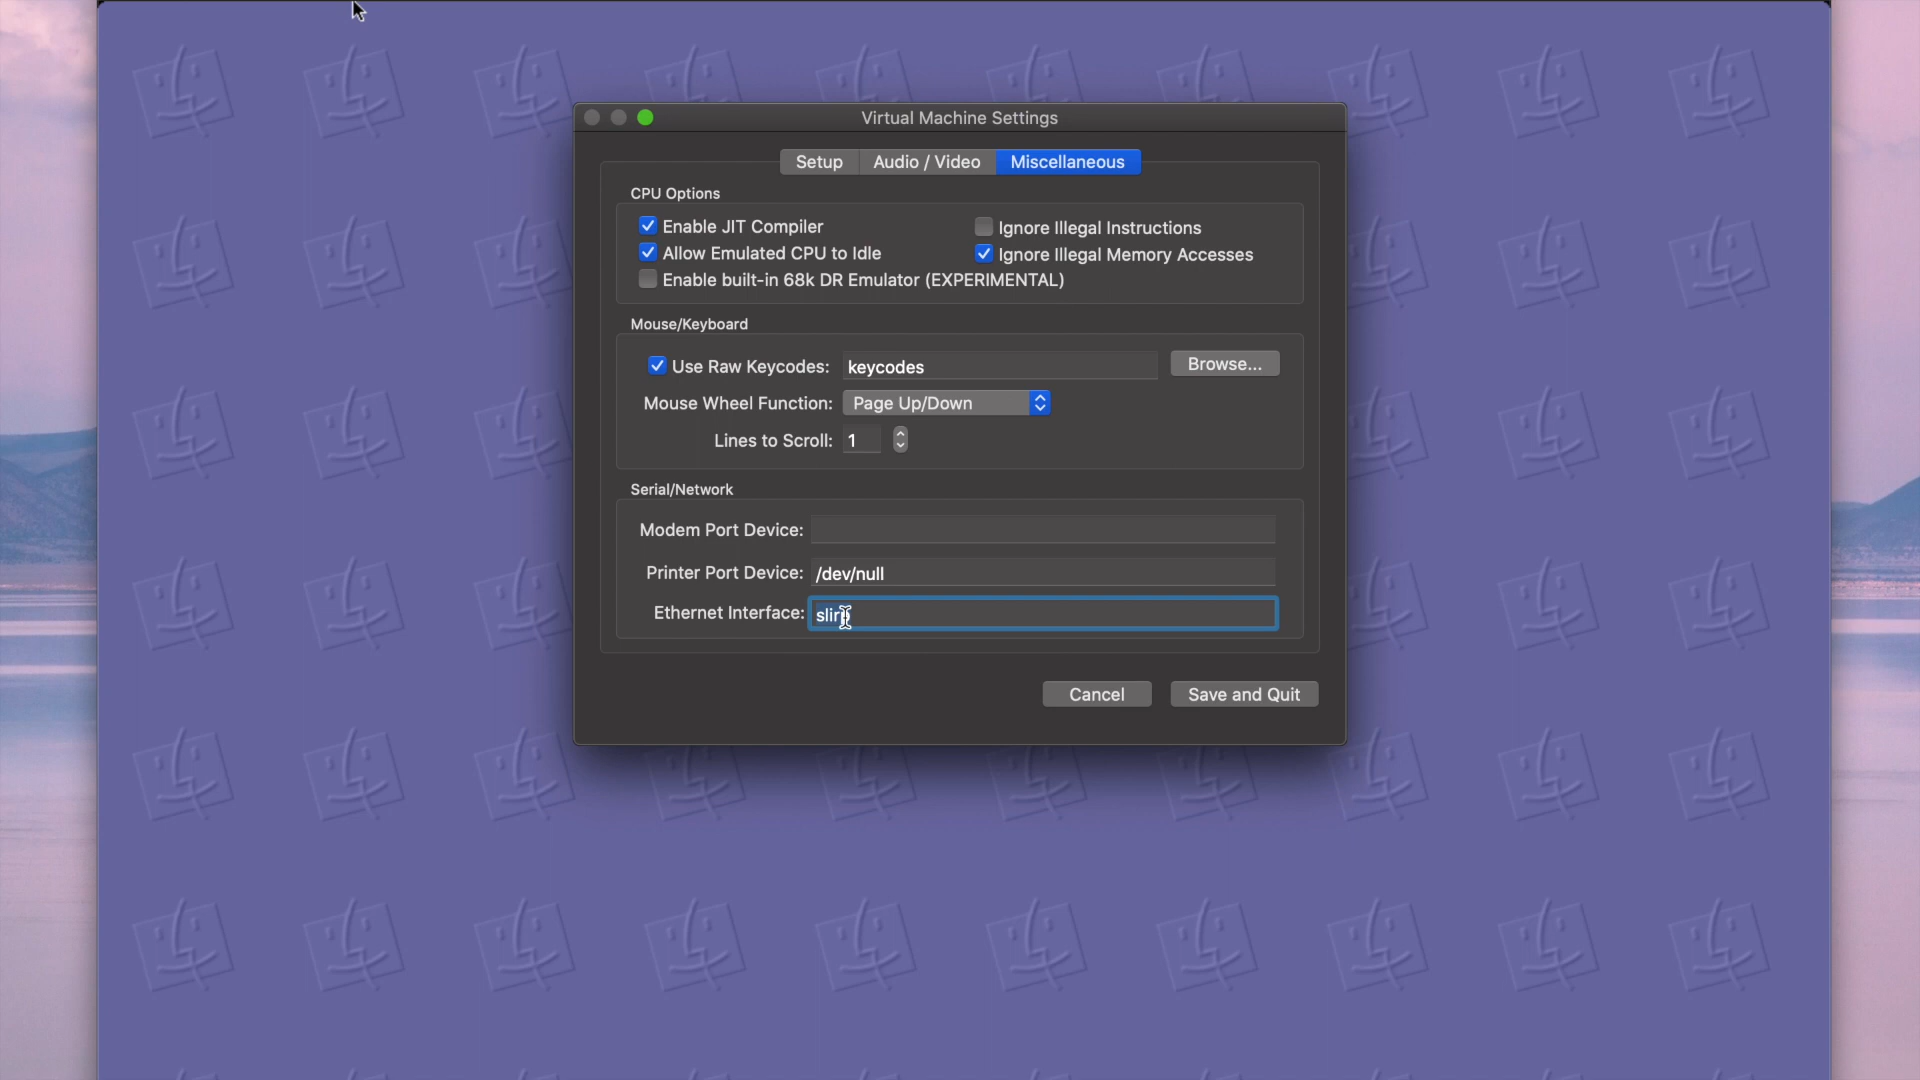 Virtual Machine Settings
Setup Audio / Video Miscellaneous
CPU Options
Enable JIT Compiler Ignore Illegal Instructions
Allow Emulated CPU to Idle Ignore Illegal Memory Accesses
Enable built-in 68k DR Emulator (EXPERIMENTAL)
Mouse/Keyboard
Use Raw Keycodes: keycodes Browse...
Mouse Wheel Function: Page Up/Down
Lines to Scroll: 1
Serial/Network
Modem Port Device:
Printer Port Device: /dev/null
Ethernet Interface: slirp
Cancel Save and Quit